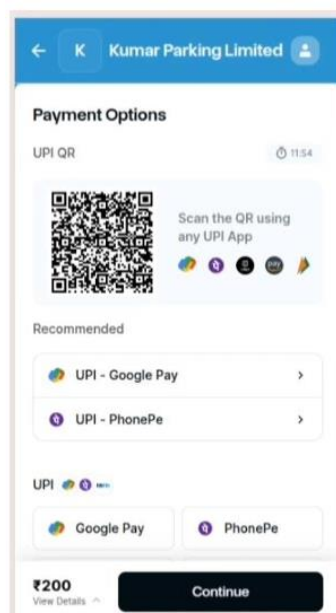 K Kumar Parking Limited
Payment Options
UPI QR 11:54
Scan the QR using
any UPI App
Recommended
UPI - Google Pay
UPI - PhonePe
UPI
Google Pay PhonePe
₹200
View Details
Continue